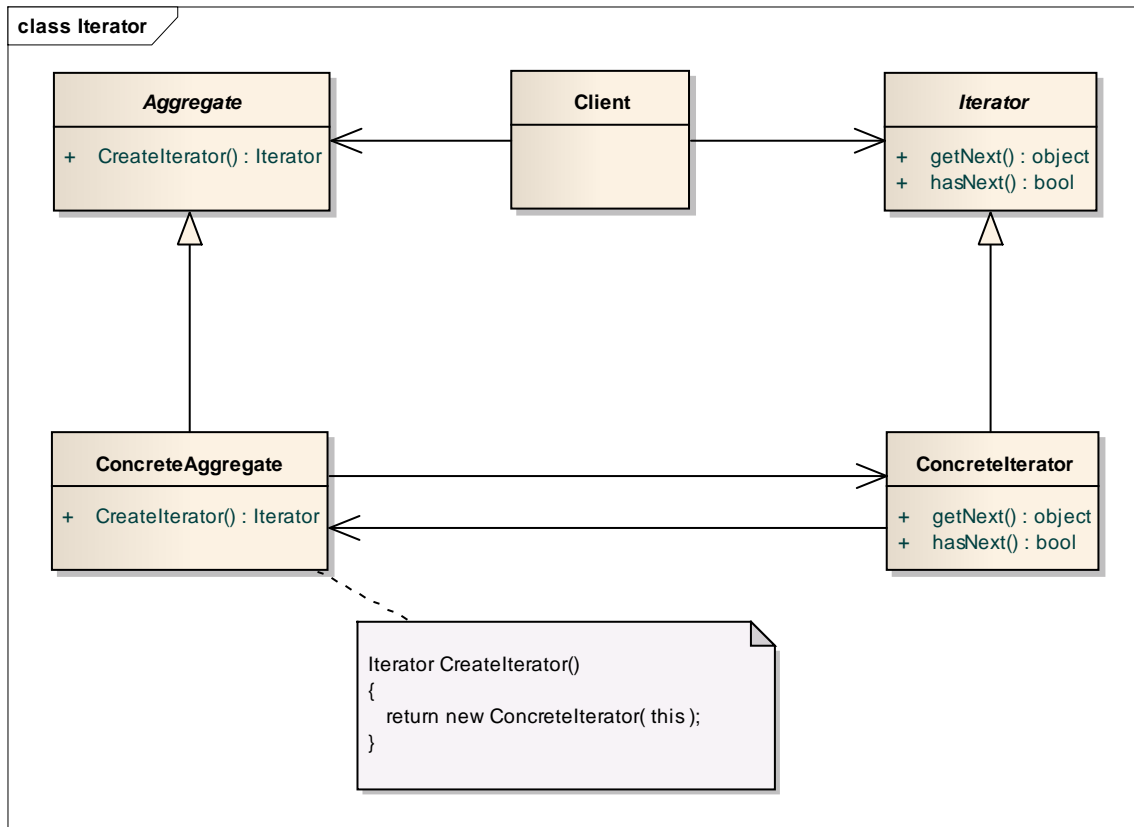 class Iterator
Aggregate
+ CreateIterator() : Iterator
Client
Iterator
+ getNext() : object
+ hasNext() : bool
ConcreteAggregate
+ CreateIterator() : Iterator
ConcreteIterator
+ getNext() : object
+ hasNext() : bool
Iterator CreateIterator()
{
return new ConcreteIterator( this );
}